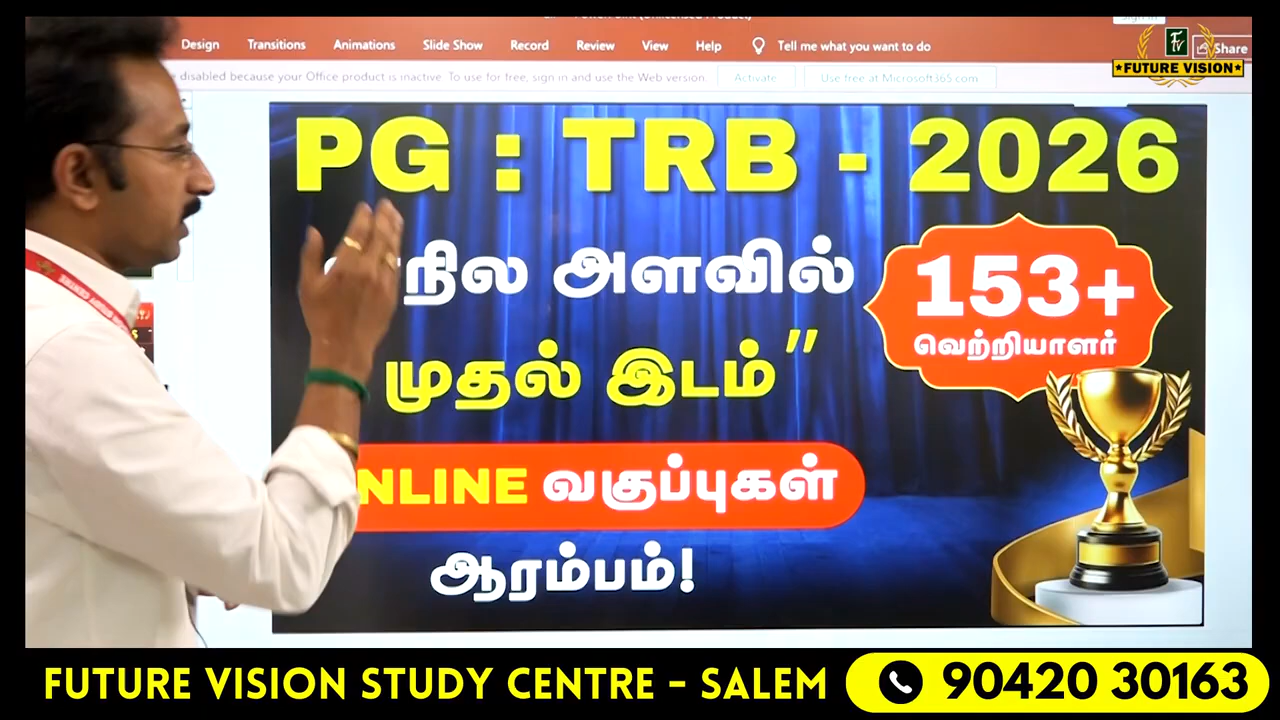 Design Transitions Animations Slide Show Record Review View Help Tell me what you want to do
Share
disabled because your Office product is inactive. To use for free, sign in and use the Web version. Activate Use free at Microsoft365.com
FV
★FUTURE VISION★
PG : TRB - 2026
அளவில்
முதல் இடம்”
153+
வெற்றியாளர்
வகுப்புகள்
ஆரம்பம்!
FUTURE VISION STUDY CENTRE - SALEM
90420 30163